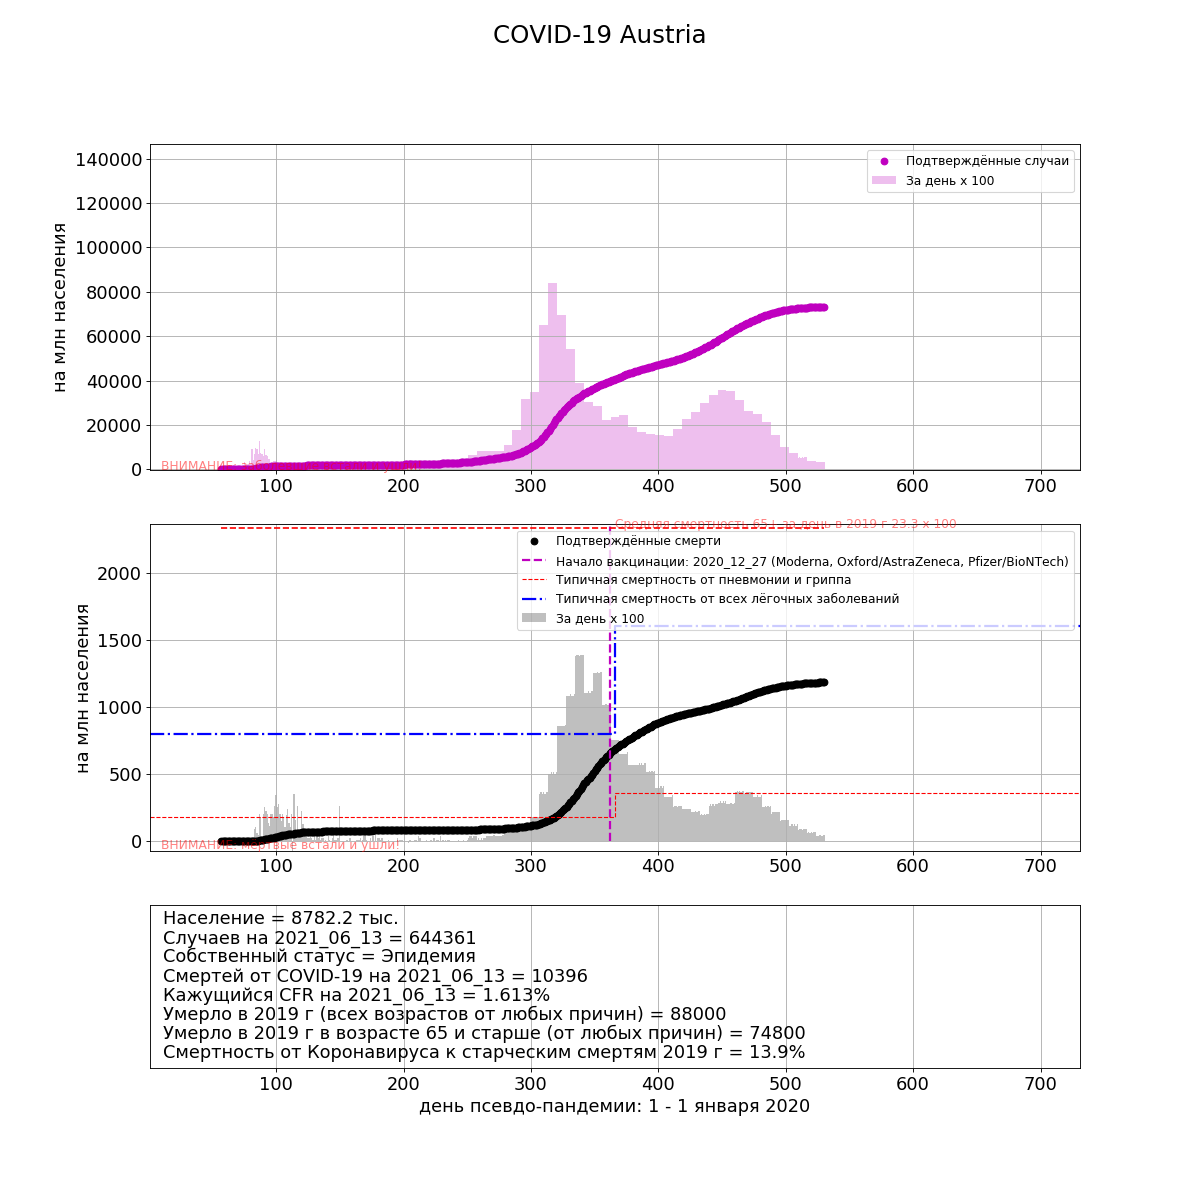 COVID-19 Austria
на млн населения
140000
120000
100000
80000
60000
40000
20000
0
Подтверждённые случаи
За день x 100
ВНИМАНИЕ:
100 200 300 400 500 600 700
Средняя смертность 65+ за день в 2019 г 23.3 x 100
на млн населения
2000
1500
1000
500
0
Подтверждённые смерти
Начало вакцинации: 2020_12_27 (Moderna, Oxford/AstraZeneca, Pfizer/BioNTech)
Типичная смертность от пневмонии и гриппа
Типичная смертность от всех лёгочных заболеваний
За день x 100
ВНИМАНИЕ: мёртвые встали и ушли!
100 200 300 400 500 600 700
Население = 8782.2 тыс.
Случаев на 2021_06_13 = 644361
Собственный статус = Эпидемия
Смертей от COVID-19 на 2021_06_13 = 10396
Кажущийся CFR на 2021_06_13 = 1.613%
Умерло в 2019 г (всех возрастов от любых причин) = 88000
Умерло в 2019 г в возрасте 65 и старше (от любых причин) = 74800
Смертность от Коронавируса к старческим смертям 2019 г = 13.9%
100 200 300 400 500 600 700
день псевдо-пандемии: 1 - 1 января 2020